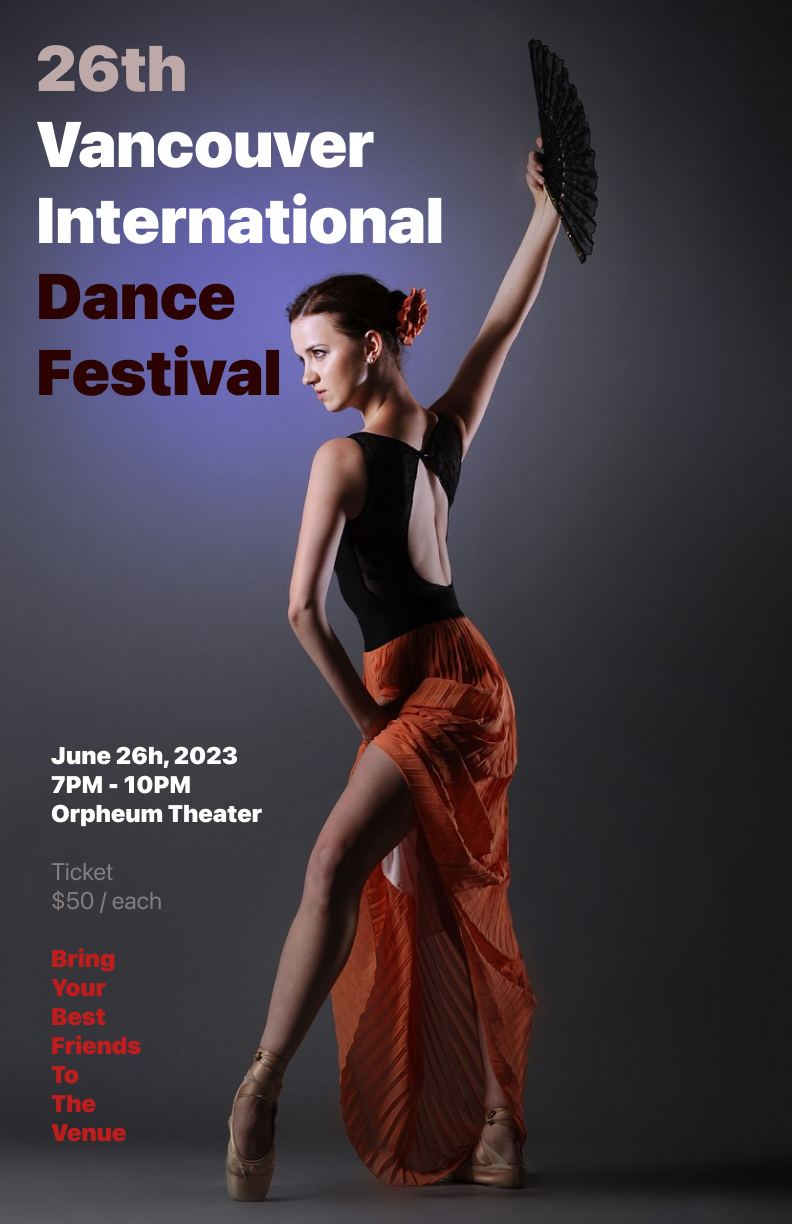 26th
Vancouver
International
Dance
Festival
June 26h, 2023
7PM - 10PM
Orpheum Theater
Ticket
$50 / each
Bring
Your
Best
Friends
To
The
Venue